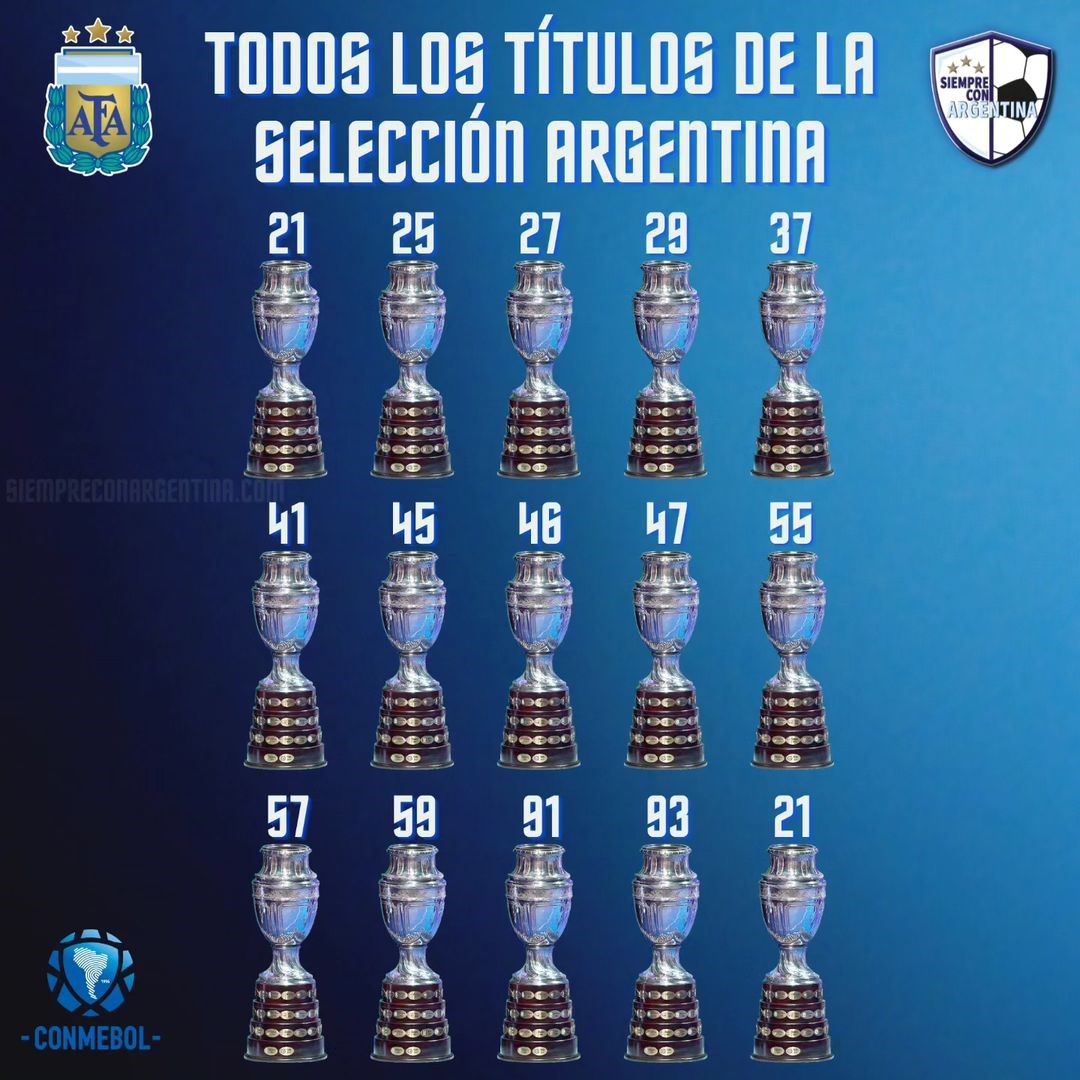 TODOS LOS TÍTULOS DE LA
SELECCIÓN ARGENTINA
AFA
SIEMPRE
CON
ARGENTINA
21 25 27 29 37
SIEMPRECONARGENTINA.COM
41 45 46 47 55
57 59 91 93 21
-CONMEBOL-